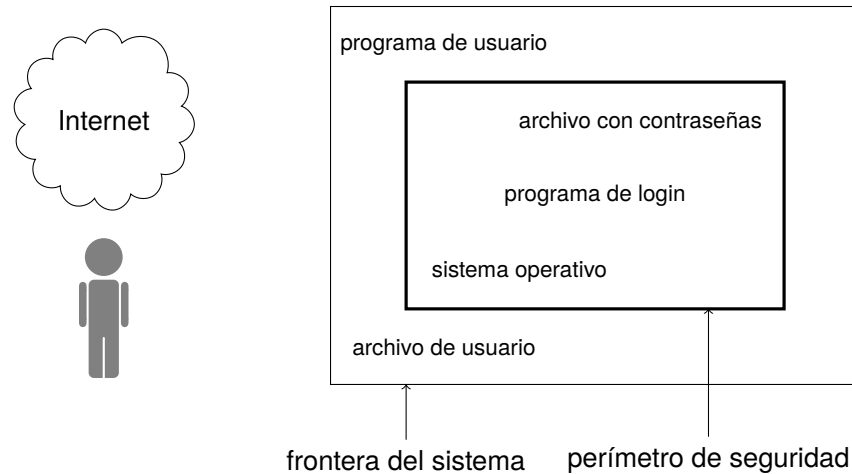 programa de usuario
Internet
archivo con contraseñas
programa de login
sistema operativo
archivo de usuario
frontera del sistema
perímetro de seguridad